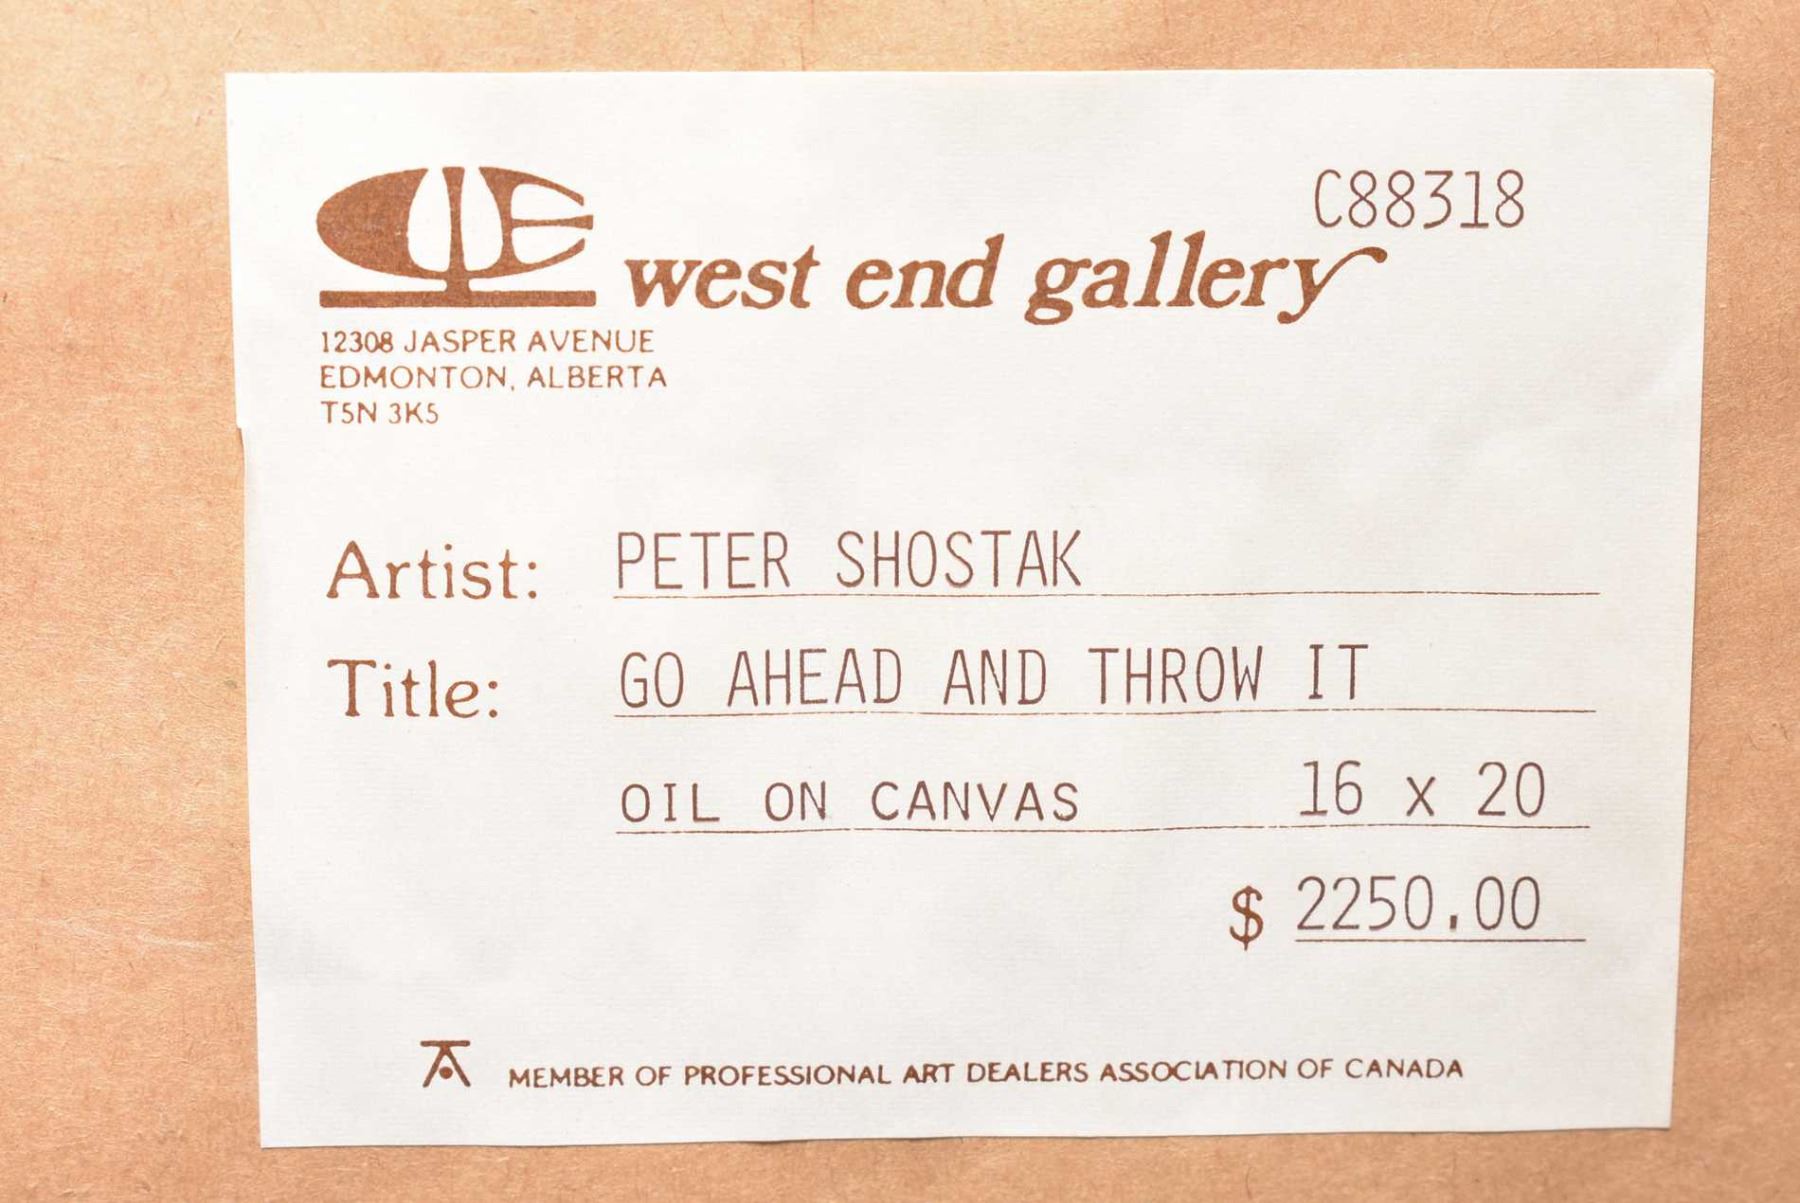 C88318
west end gallery
12308 JASPER AVENUE
EDMONTON, ALBERTA
T5N 3K5
Artist: PETER SHOSTAK
Title: GO AHEAD AND THROW IT
OIL ON CANVAS 16 x 20
$ 2250.00
MEMBER OF PROFESSIONAL ART DEALERS ASSOCIATION OF CANADA